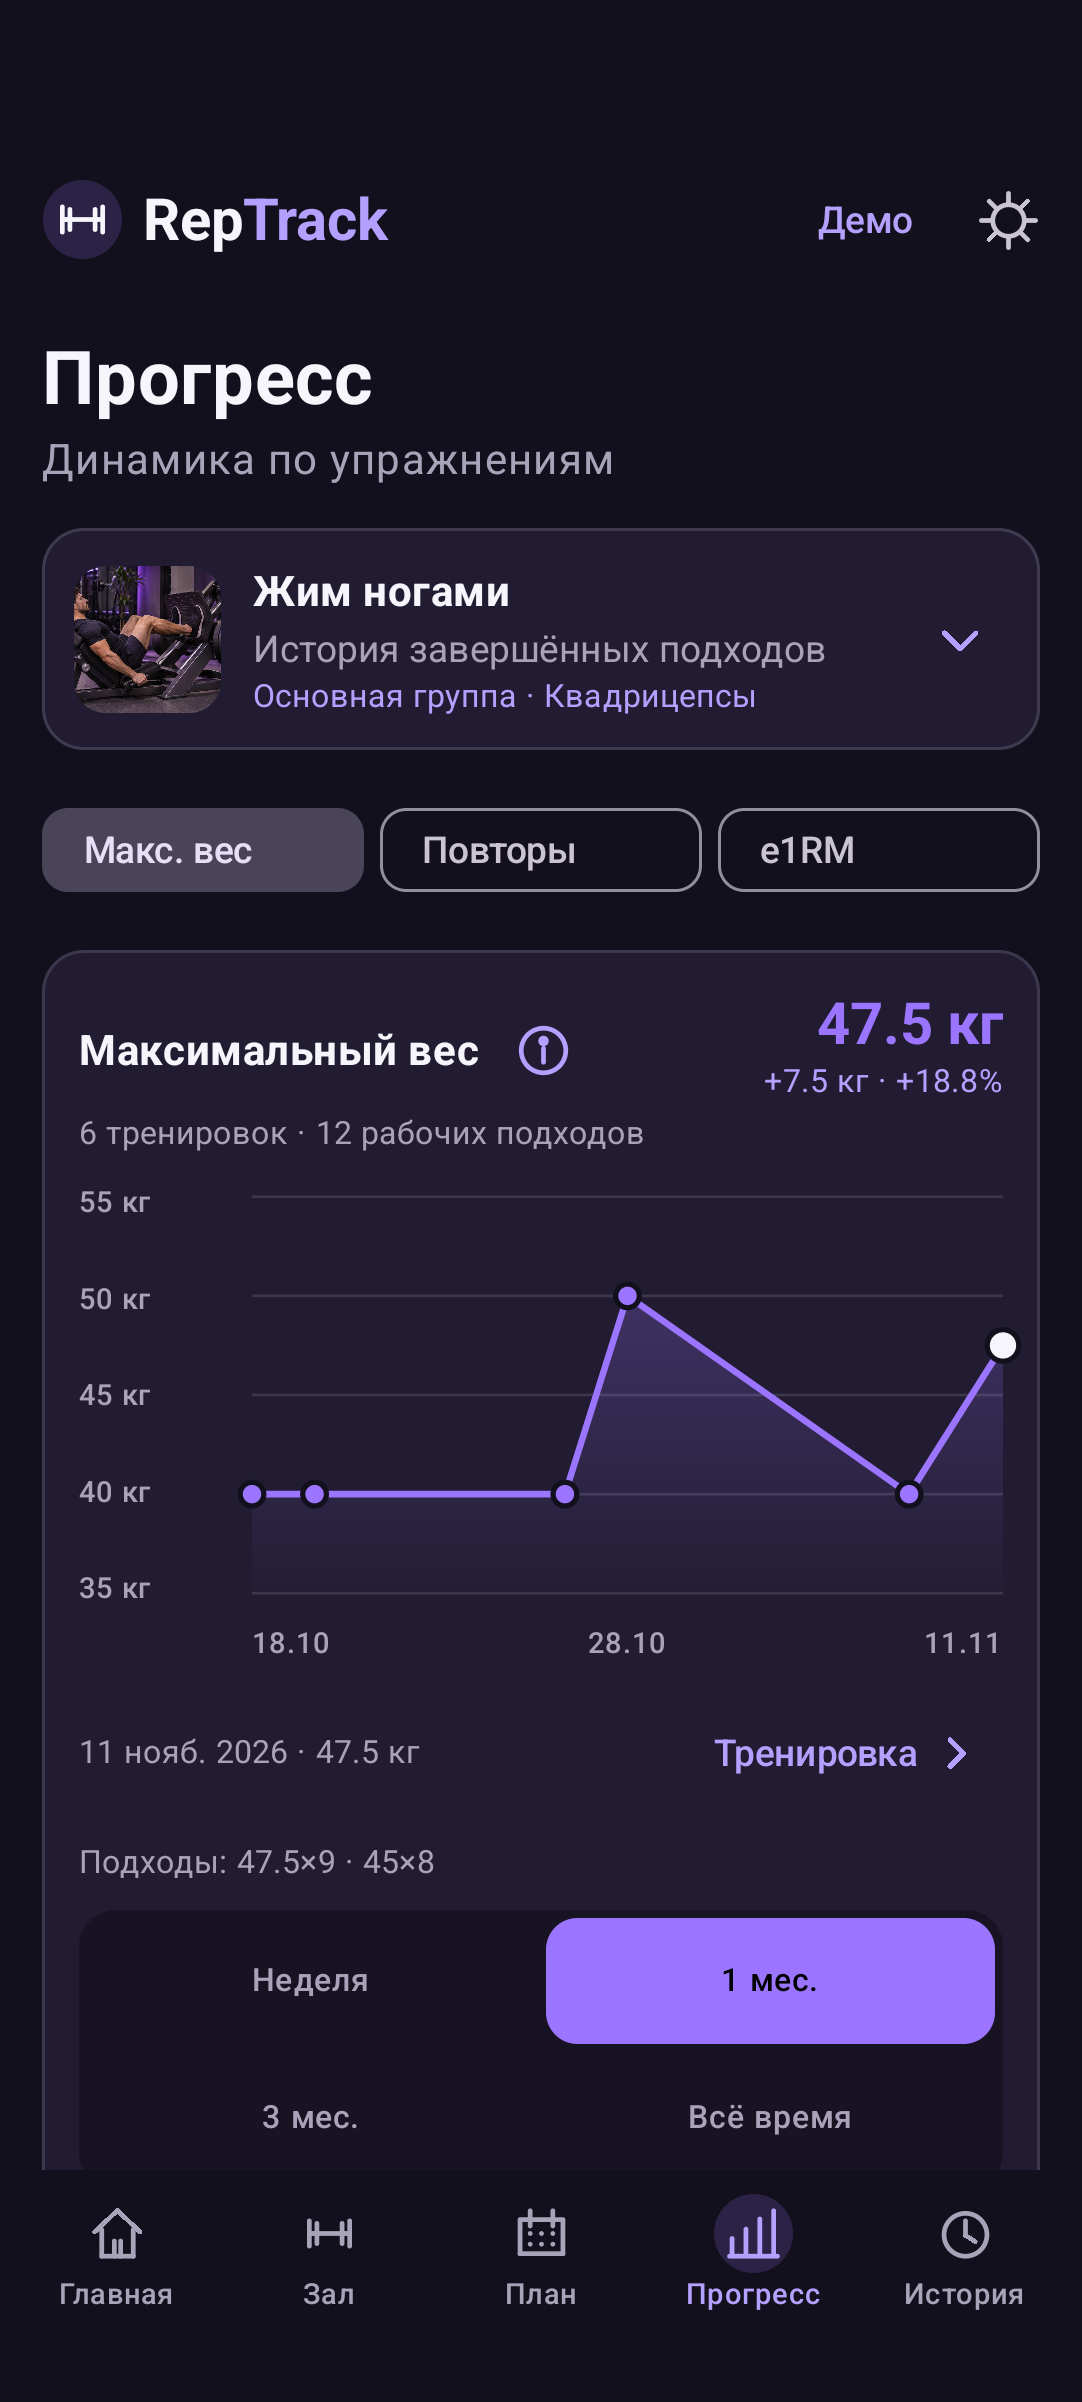 RepTrack
Демо
Прогресс
Динамика по упражнениям
Жим ногами
История завершённых подходов
Основная группа · Квадрицепсы
Макс. вес
Повторы
e1RM
Максимальный вес
47.5 кг
+7.5 кг · +18.8%
6 тренировок · 12 рабочих подходов
55 кг
50 кг
45 кг
40 кг
35 кг
18.10
28.10
11.11
11 нояб. 2026 · 47.5 кг
Тренировка
Подходы: 47.5×9 · 45×8
Неделя
1 мес.
3 мес.
Всё время
Главная
Зал
План
Прогресс
История